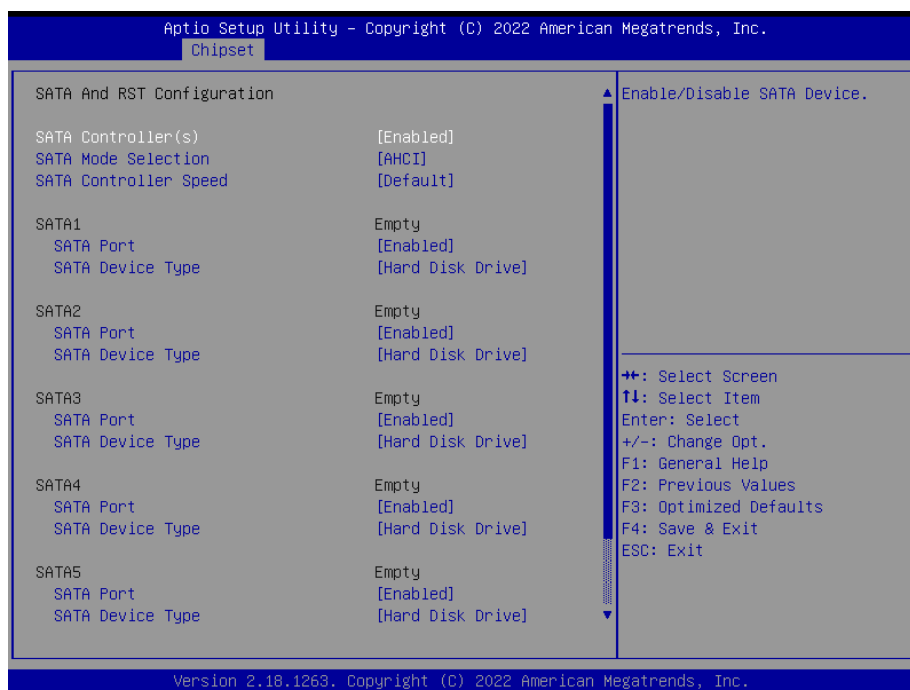 Aptio Setup Utility – Copyright (C) 2022 American Megatrends, Inc.
Chipset
SATA And RST Configuration
SATA Controller(s) [Enabled]
SATA Mode Selection [AHCI]
SATA Controller Speed [Default]
SATA1 Empty
SATA Port [Enabled]
SATA Device Type [Hard Disk Drive]
SATA2 Empty
SATA Port [Enabled]
SATA Device Type [Hard Disk Drive]
SATA3 Empty
SATA Port [Enabled]
SATA Device Type [Hard Disk Drive]
SATA4 Empty
SATA Port [Enabled]
SATA Device Type [Hard Disk Drive]
SATA5 Empty
SATA Port [Enabled]
SATA Device Type [Hard Disk Drive]
Enable/Disable SATA Device.
→←: Select Screen
↑↓: Select Item
Enter: Select
+/-: Change Opt.
F1: General Help
F2: Previous Values
F3: Optimized Defaults
F4: Save & Exit
ESC: Exit
Version 2.18.1263. Copyright (C) 2022 American Megatrends, Inc.